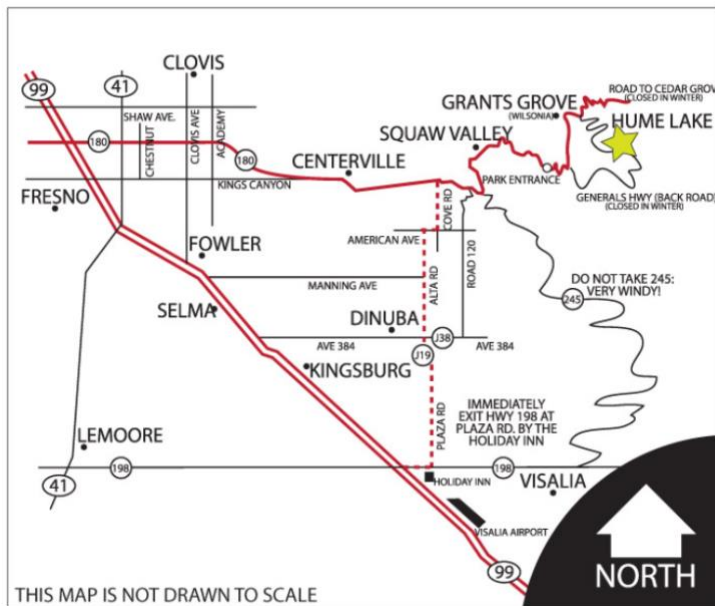 CLOVIS
99
41
ROAD TO CEDAR GROVE
(CLOSED IN WINTER)
GRANTS GROVE
(WILSONIA)
HUME LAKE
SHAW AVE.
CHESTNUT
CLOVIS AVE
ACADEMY
SQUAW VALLEY
180
180
CENTERVILLE
PARK ENTRANCE
KINGS CANYON
FRESNO
GENERALS HWY (BACK ROAD)
(CLOSED IN WINTER)
COVE RD
AMERICAN AVE
FOWLER
ROAD 120
ALTA RD
MANNING AVE
DO NOT TAKE 245:
VERY WINDY!
245
SELMA
DINUBA
J38
AVE 384
AVE 384
J19
KINGSBURG
IMMEDIATELY
EXIT HWY 198 AT
PLAZA RD. BY THE
HOLIDAY INN
PLAZA RD
LEMOORE
198
198
41
HOLIDAY INN
VISALIA
VISALIA AIRPORT
99
NORTH
THIS MAP IS NOT DRAWN TO SCALE